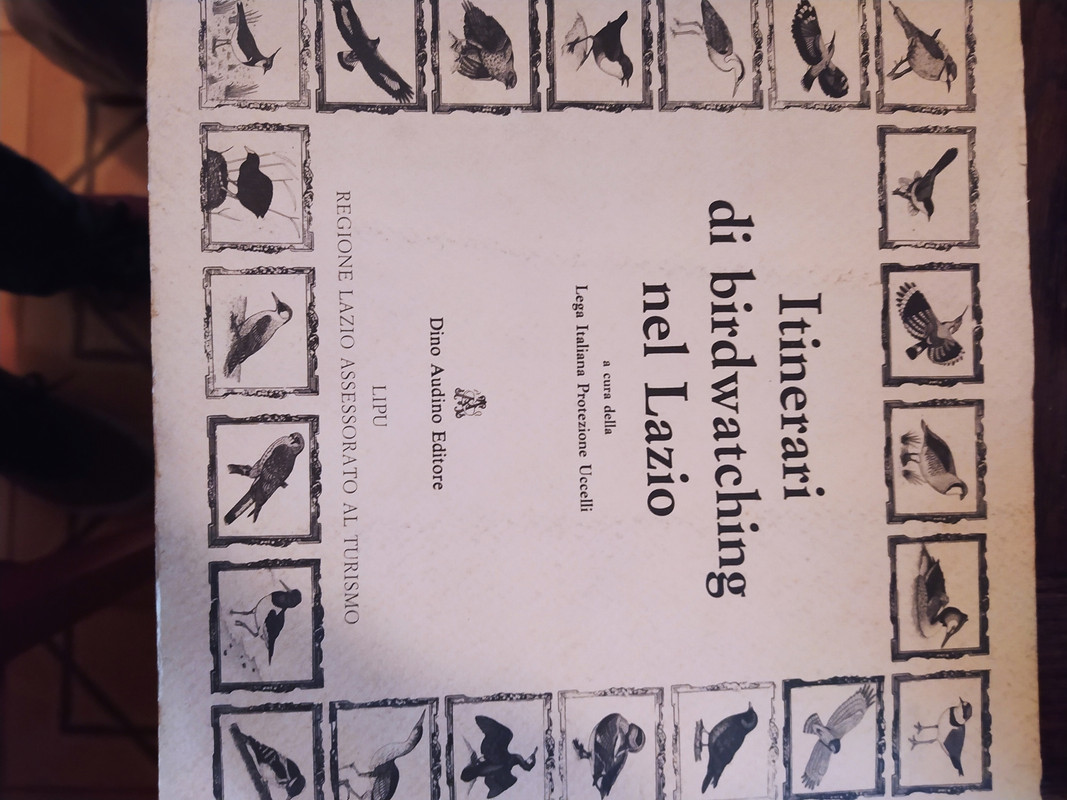 Itinerari
di birdwatching
nel Lazio
a cura della
Lega Italiana Protezione Uccelli
Dino Audino Editore
LIPU
REGIONE LAZIO ASSESSORATO AL TURISMO